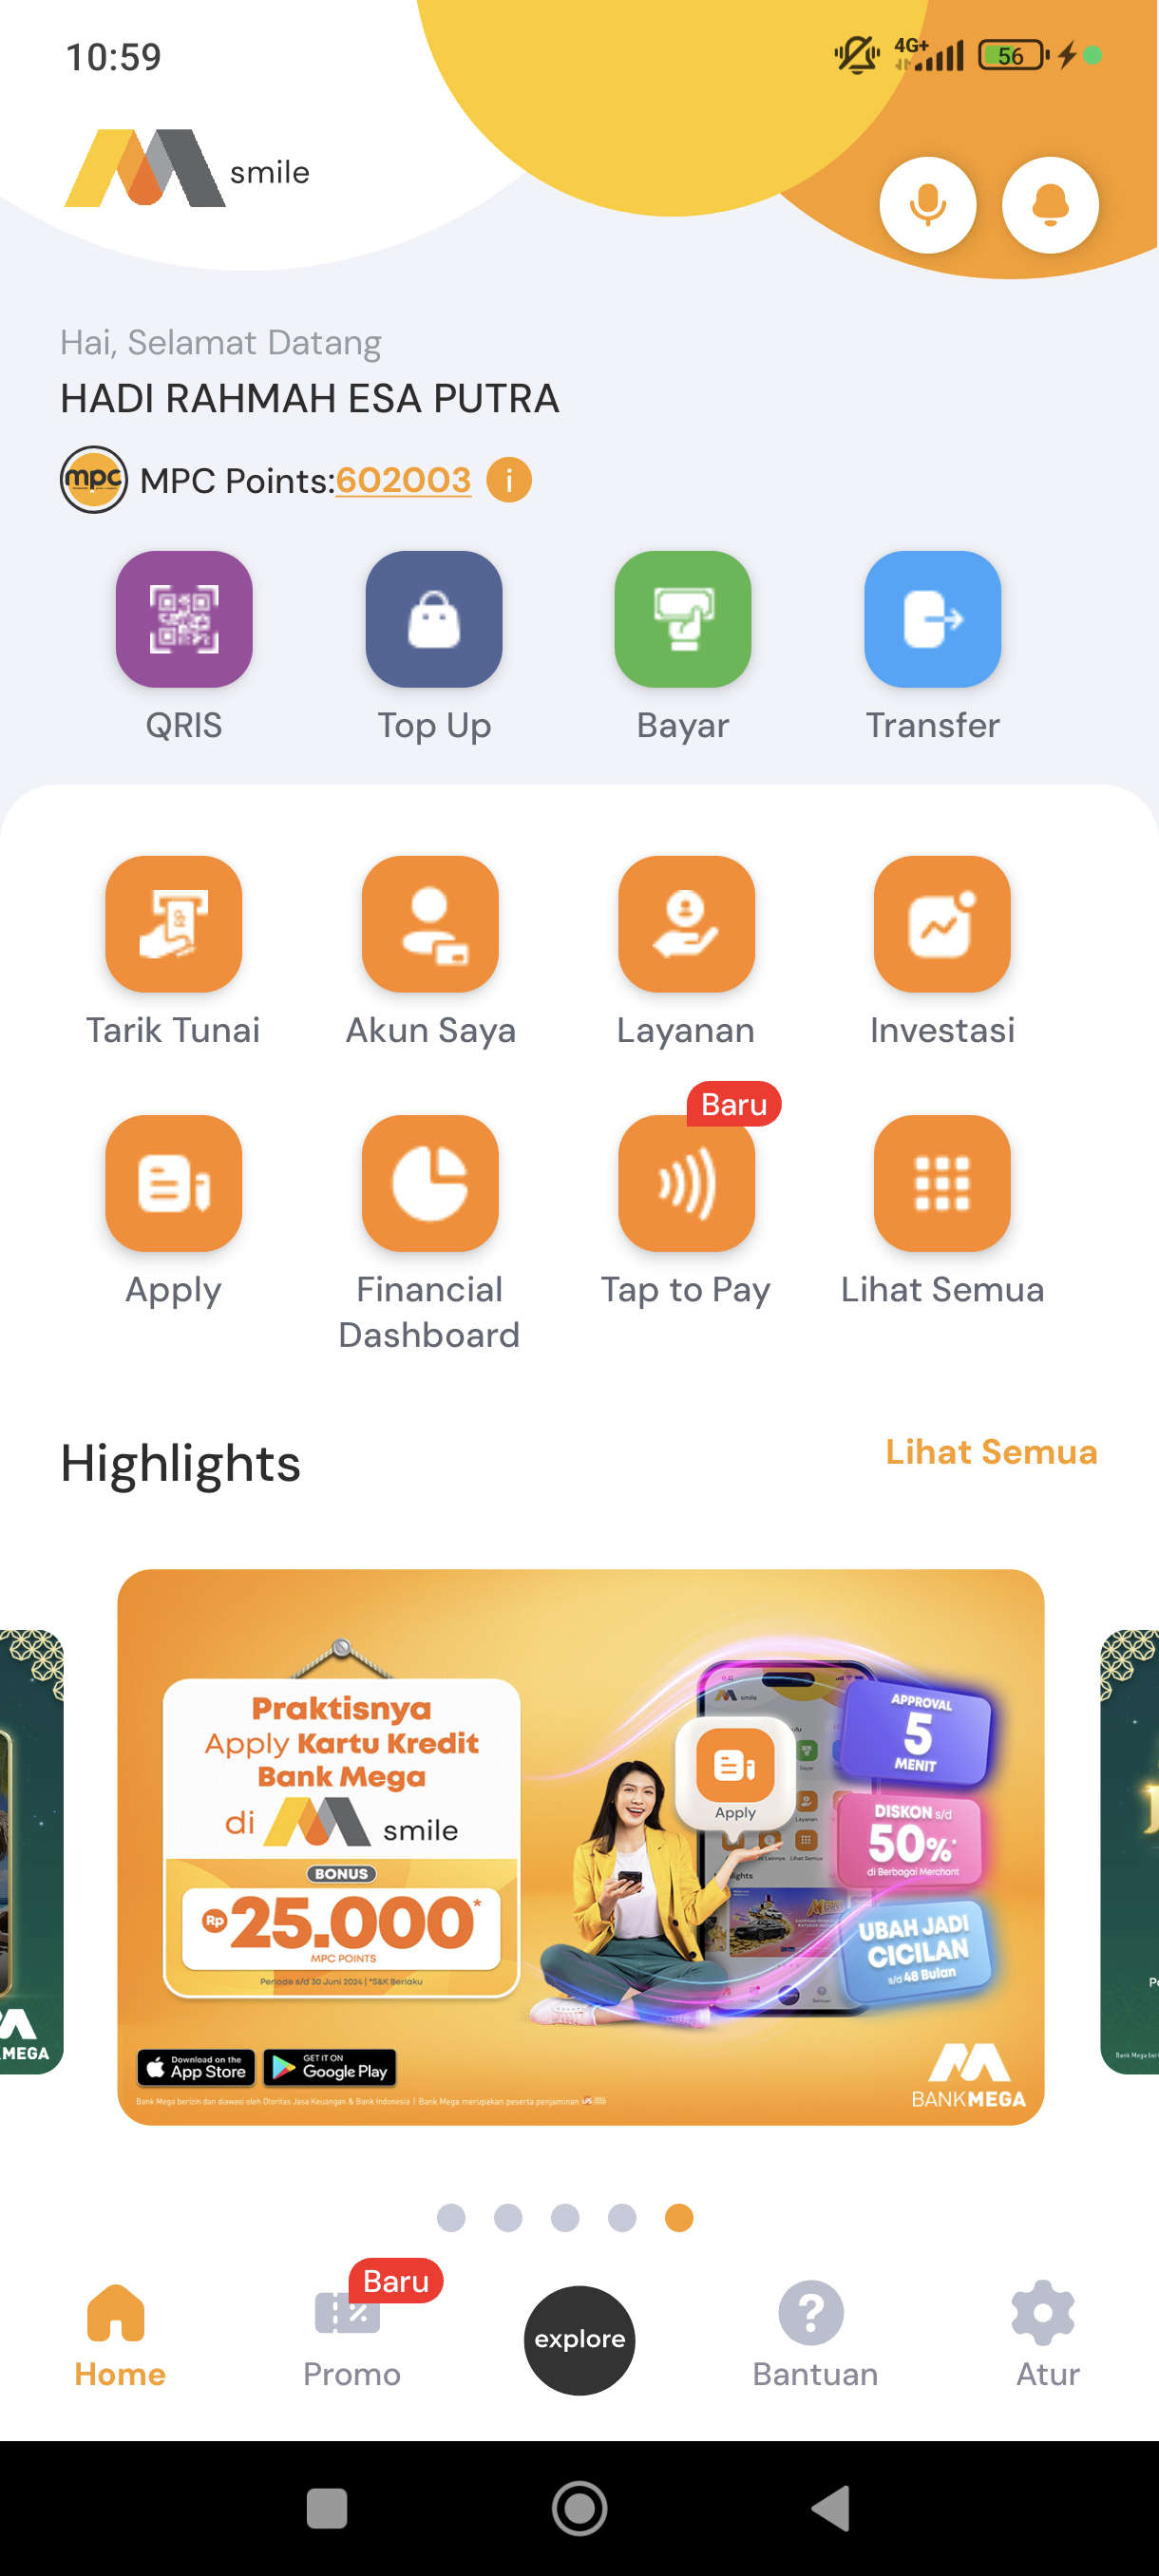 10:59
4G+
56
smile
Hai, Selamat Datang
HADI RAHMAH ESA PUTRA
mpc MPC Points:602003 i
QRIS Top Up Bayar Transfer
Tarik Tunai Akun Saya Layanan Investasi
Baru
Apply Financial Dashboard Tap to Pay Lihat Semua
Highlights Lihat Semua
Praktisnya
Apply Kartu Kredit
Bank Mega
di smile
BONUS
Rp 25.000*
MPC POINTS
Periode s/d 30 Juni 2024 | *S&K Berlaku
smile
Apply
APPROVAL
5
MENIT
DISKON s/d
50%*
di Berbagai Merchant
UBAH JADI
CICILAN
s/d 48 Bulan
Download on the
App Store
GET IT ON
Google Play
Bank Mega berizin dan diawasi oleh Otoritas Jasa Keuangan & Bank Indonesia | Bank Mega merupakan peserta penjaminan
BANKMEGA
MEGA
Baru
Home Promo explore Bantuan Atur